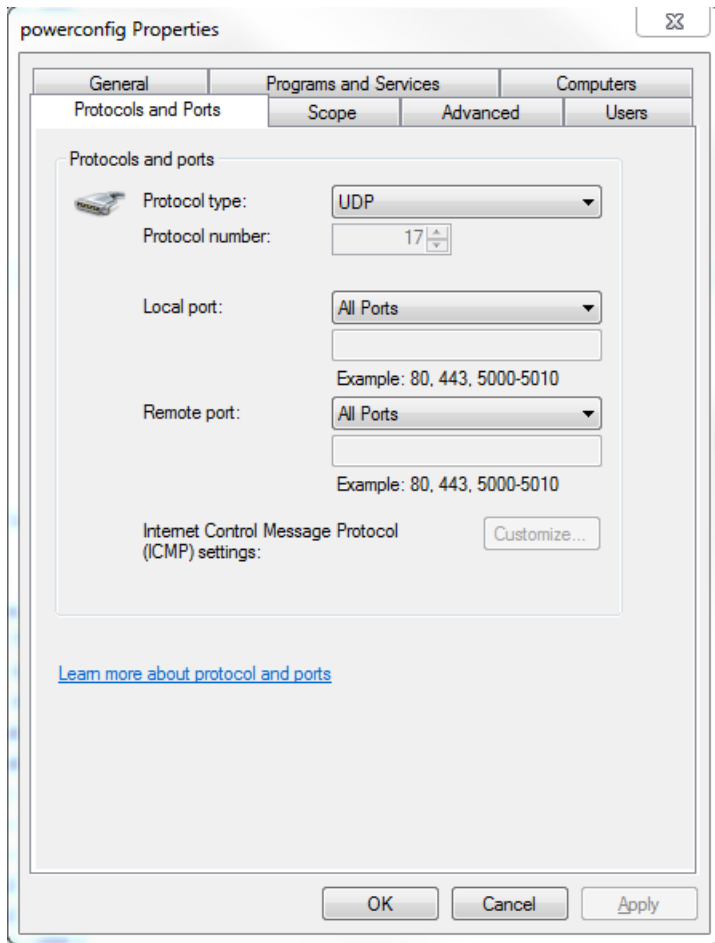 powerconfig Properties
General
Programs and Services
Computers
Protocols and Ports
Scope
Advanced
Users
Protocols and ports
Protocol type:
UDP
Protocol number:
17
Local port:
All Ports
Example: 80, 443, 5000-5010
Remote port:
All Ports
Example: 80, 443, 5000-5010
Internet Control Message Protocol
(ICMP) settings:
Customize...
Learn more about protocol and ports
OK
Cancel
Apply